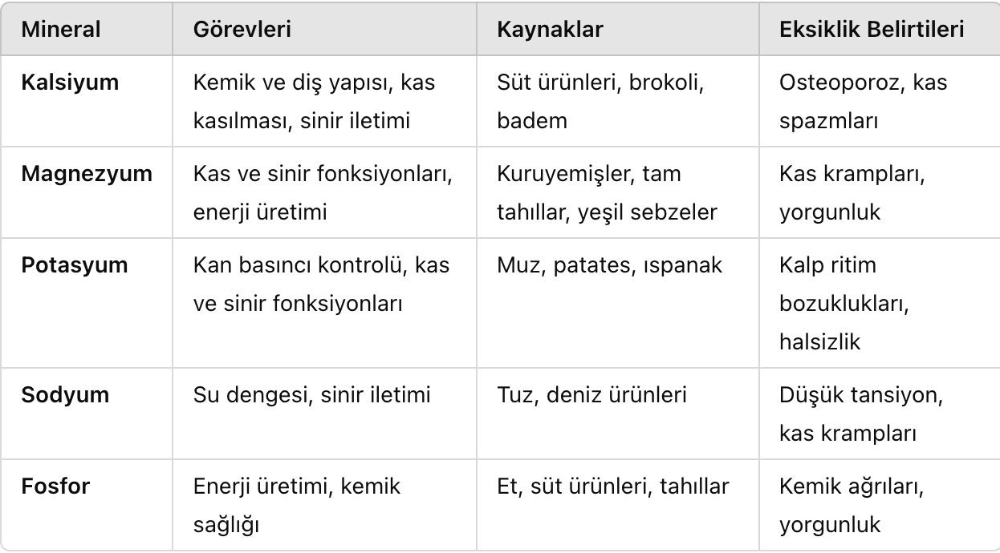 Mineral Görevleri Kaynaklar Eksiklik Belirtileri
Kalsiyum Kemik ve diş yapısı, kas Süt ürünleri, brokoli, Osteoporoz, kas
kasılması, sinir iletimi badem spazmları
Magnezyum Kas ve sinir fonksiyonları, Kuruyemişler, tam Kas krampları,
enerji üretimi tahıllar, yeşil sebzeler yorgunluk
Potasyum Kan basıncı kontrolü, kas Muz, patates, ıspanak Kalp ritim
ve sinir fonksiyonları bozuklukları,
halsizlik
Sodyum Su dengesi, sinir iletimi Tuz, deniz ürünleri Düşük tansiyon,
kas krampları
Fosfor Enerji üretimi, kemik Et, süt ürünleri, tahıllar Kemik ağrıları,
sağlığı yorgunluk